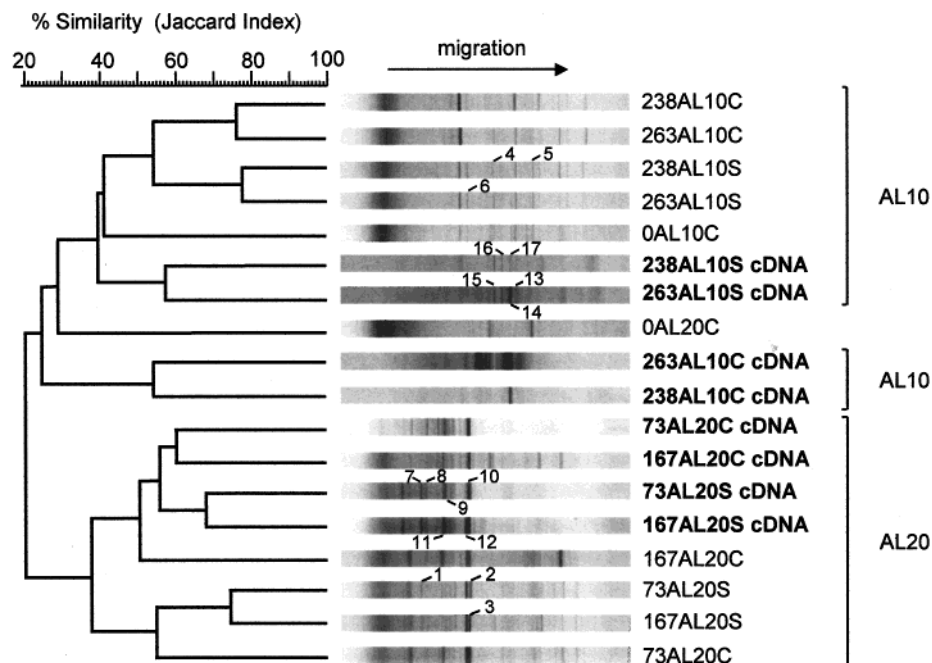 % Similarity (Jaccard Index)
migration
20 40 60 80 100
238AL10C
263AL10C
4 5
238AL10S
6
263AL10S
AL10
0AL10C
16 17
238AL10S cDNA
15 13
263AL10S cDNA
14
0AL20C
263AL10C cDNA
AL10
238AL10C cDNA
73AL20C cDNA
167AL20C cDNA
7 8 10
73AL20S cDNA
9
167AL20S cDNA
11 12
AL20
167AL20C
1 2
73AL20S
3
167AL20S
73AL20C